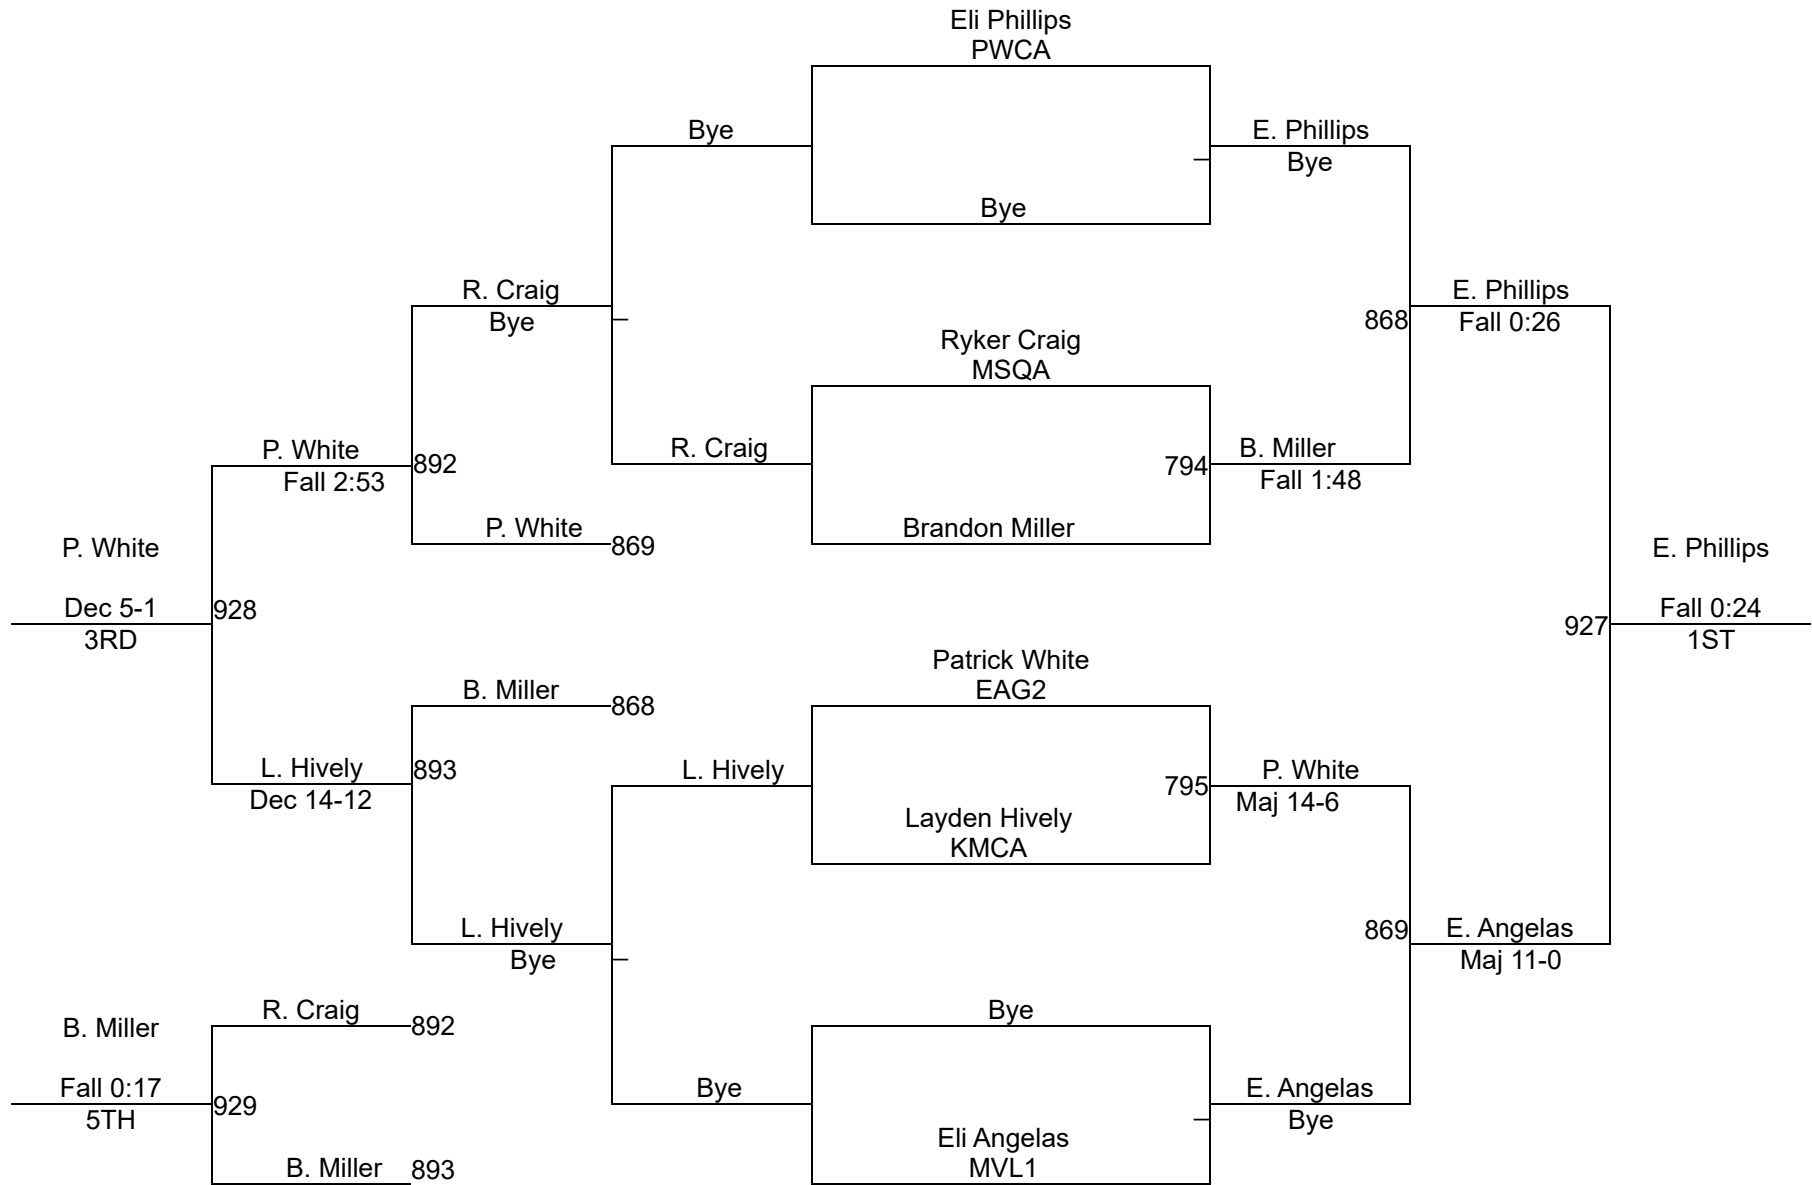 Eli Phillips
PWCA
Bye
E. Phillips
Bye
Bye
R. Craig
Bye
E. Phillips
Fall 0:26
868
Ryker Craig
MSQA
P. White
Fall 2:53
892
R. Craig
794
B. Miller
Fall 1:48
P. White
869
Brandon Miller
P. White
E. Phillips
Dec 5-1
3RD
928
927
Fall 0:24
1ST
Patrick White
EAG2
B. Miller
868
L. Hively
Dec 14-12
893
L. Hively
795
P. White
Maj 14-6
Layden Hively
KMCA
L. Hively
Bye
869
E. Angelas
Maj 11-0
R. Craig
892
Bye
B. Miller
Fall 0:17
5TH
929
Bye
E. Angelas
Bye
Eli Angelas
MVL1
B. Miller
893